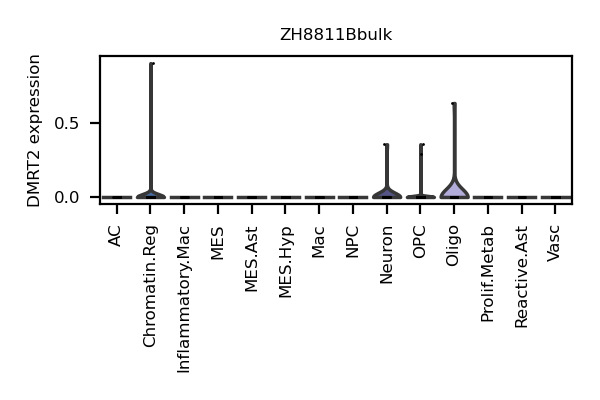 ZH8811Bbulk
DMRT2 expression
0.5
0.0
AC
Chromatin.Reg
Inflammatory.Mac
MES
MES.Ast
MES.Hyp
Mac
NPC
Neuron
OPC
Oligo
Prolif.Metab
Reactive.Ast
Vasc